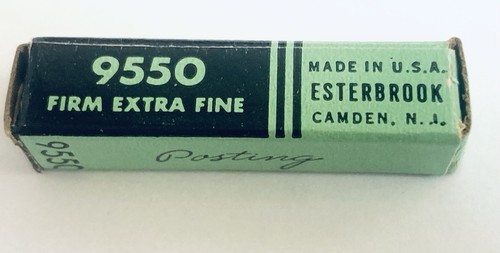 9550
FIRM EXTRA FINE
MADE IN U.S.A.
ESTERBROOK
CAMDEN, N. J.
9550
Posting